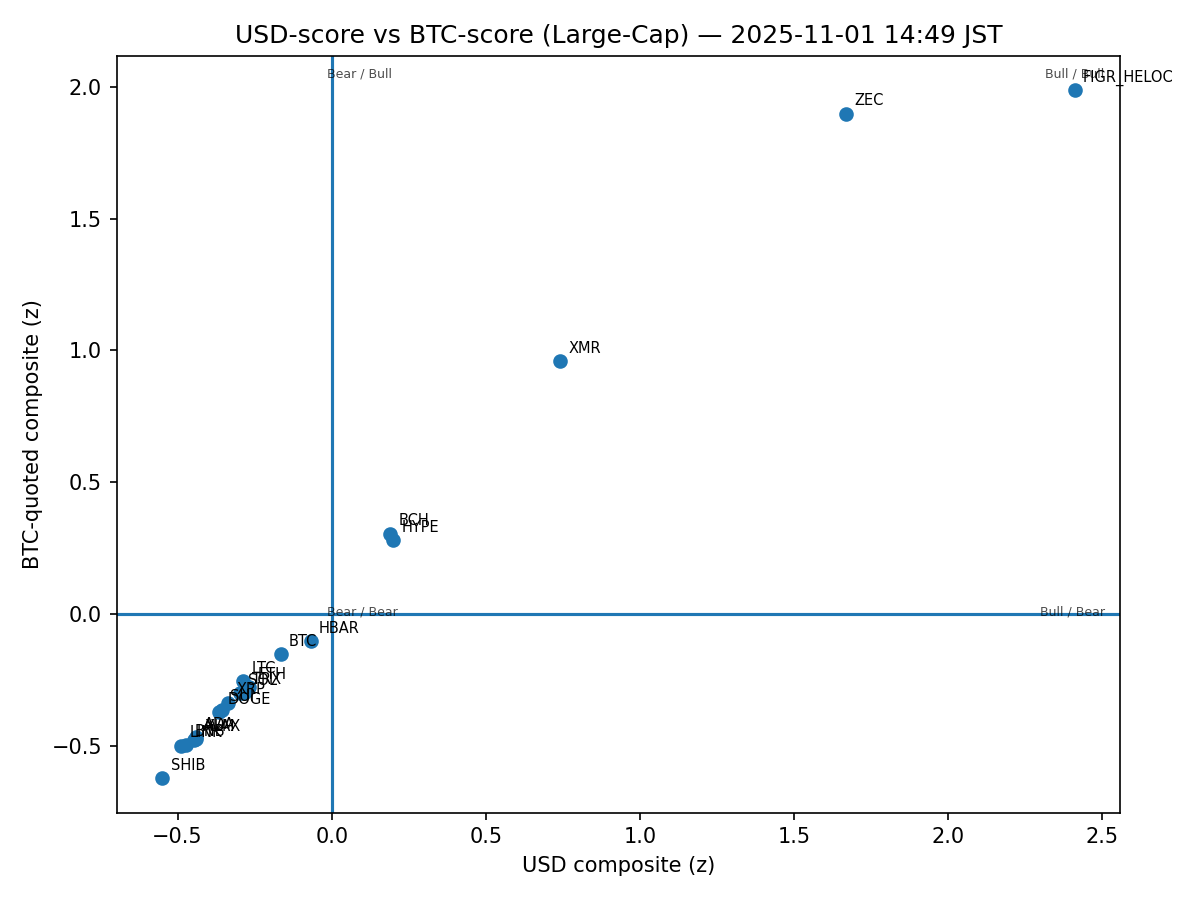 USD-score vs BTC-score (Large-Cap) — 2025-11-01 14:49 JST
Bear / Bull
Bull / Bull
FIGR_HELOC
ZEC
XMR
BCH
HYPE
Bear / Bear
Bull / Bear
HBAR
BTC
LTC
ETH
XRP
DOGE
SHIB
2.0
1.5
1.0
0.5
0.0
−0.5
BTC-quoted composite (z)
−0.5
0.0
0.5
1.0
1.5
2.0
2.5
USD composite (z)